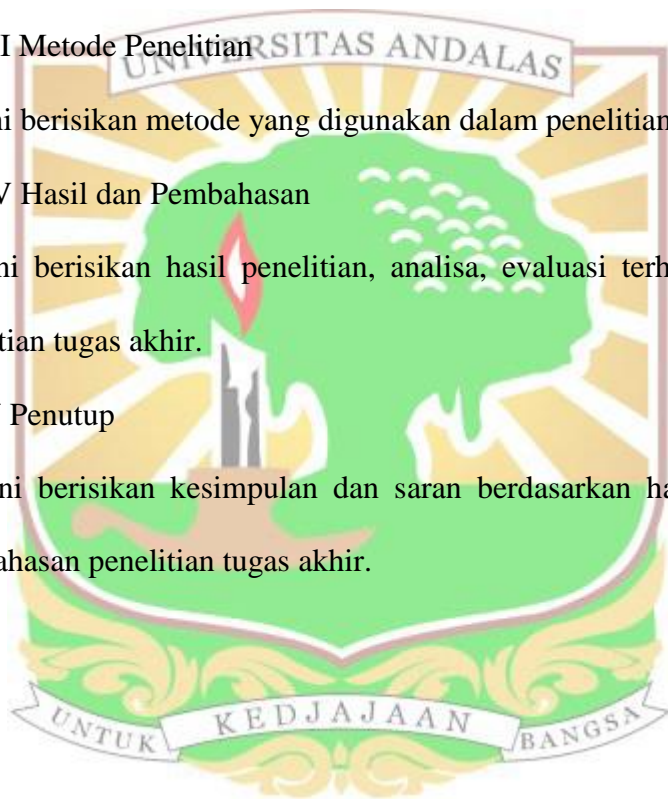 I Metode Penelitian
UNIVERSITAS ANDALAS
ni berisikan metode yang digunakan dalam penelitian
V Hasil dan Pembahasan
ni berisikan hasil penelitian, analisa, evaluasi terh
tian tugas akhir.
Penutup
ni berisikan kesimpulan dan saran berdasarkan ha
ahasan penelitian tugas akhir.
UNTUK KEDJAJAAN BANGSA